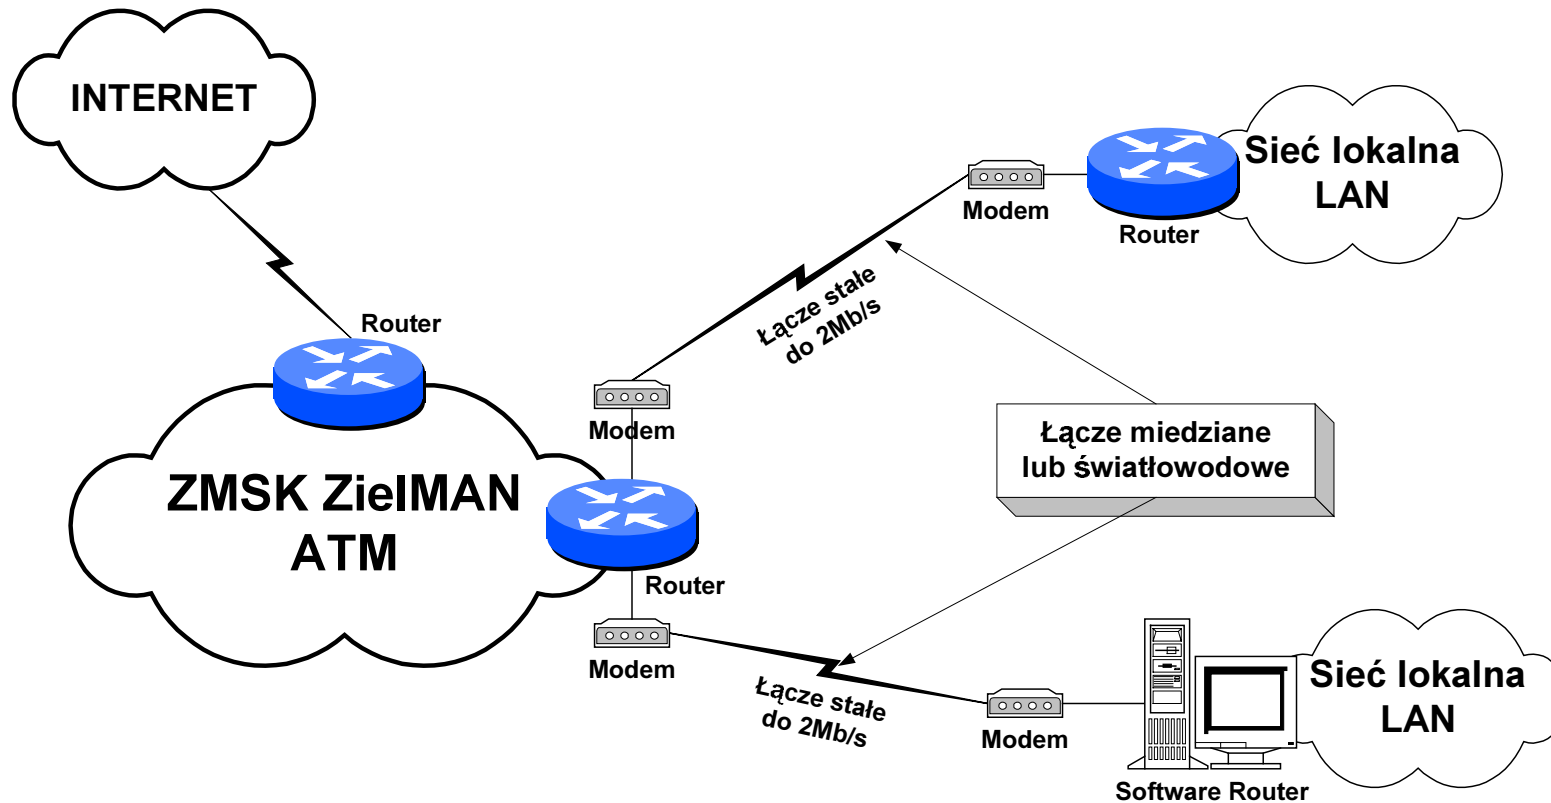 INTERNET
Sieć lokalna
LAN
Modem
Router
Łącze stałe
do 2Mb/s
Router
Modem
Łącze miedziane
lub światłowodowe
ZMSK ZielMAN
ATM
Router
Modem
Łącze stałe
do 2Mb/s
Modem
Sieć lokalna
LAN
Software Router